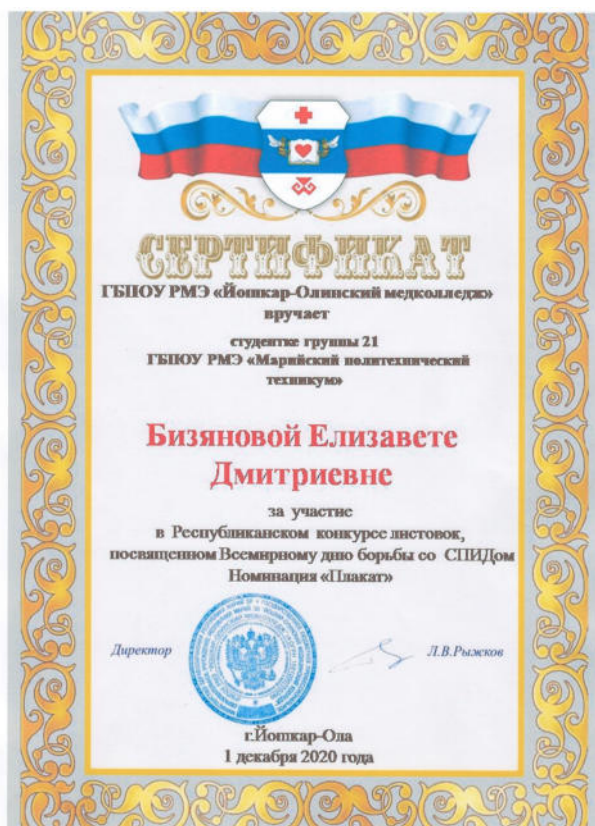 СЕРТИФИКАТ
ГБПОУ РМЭ «Йошкар-Олинский медколледж»
вручает
студентке группы 21
ГБПОУ РМЭ «Марийский политехнический
техникум»
Бизяновой Елизавете
Дмитриевне
за участие
в Республиканском конкурсе листовок,
посвященном Всемирному дню борьбы со СПИДом
Номинация «Плакат»
Директор
Л.В.Рыжков
г.Йошкар-Ола
1 декабря 2020 года